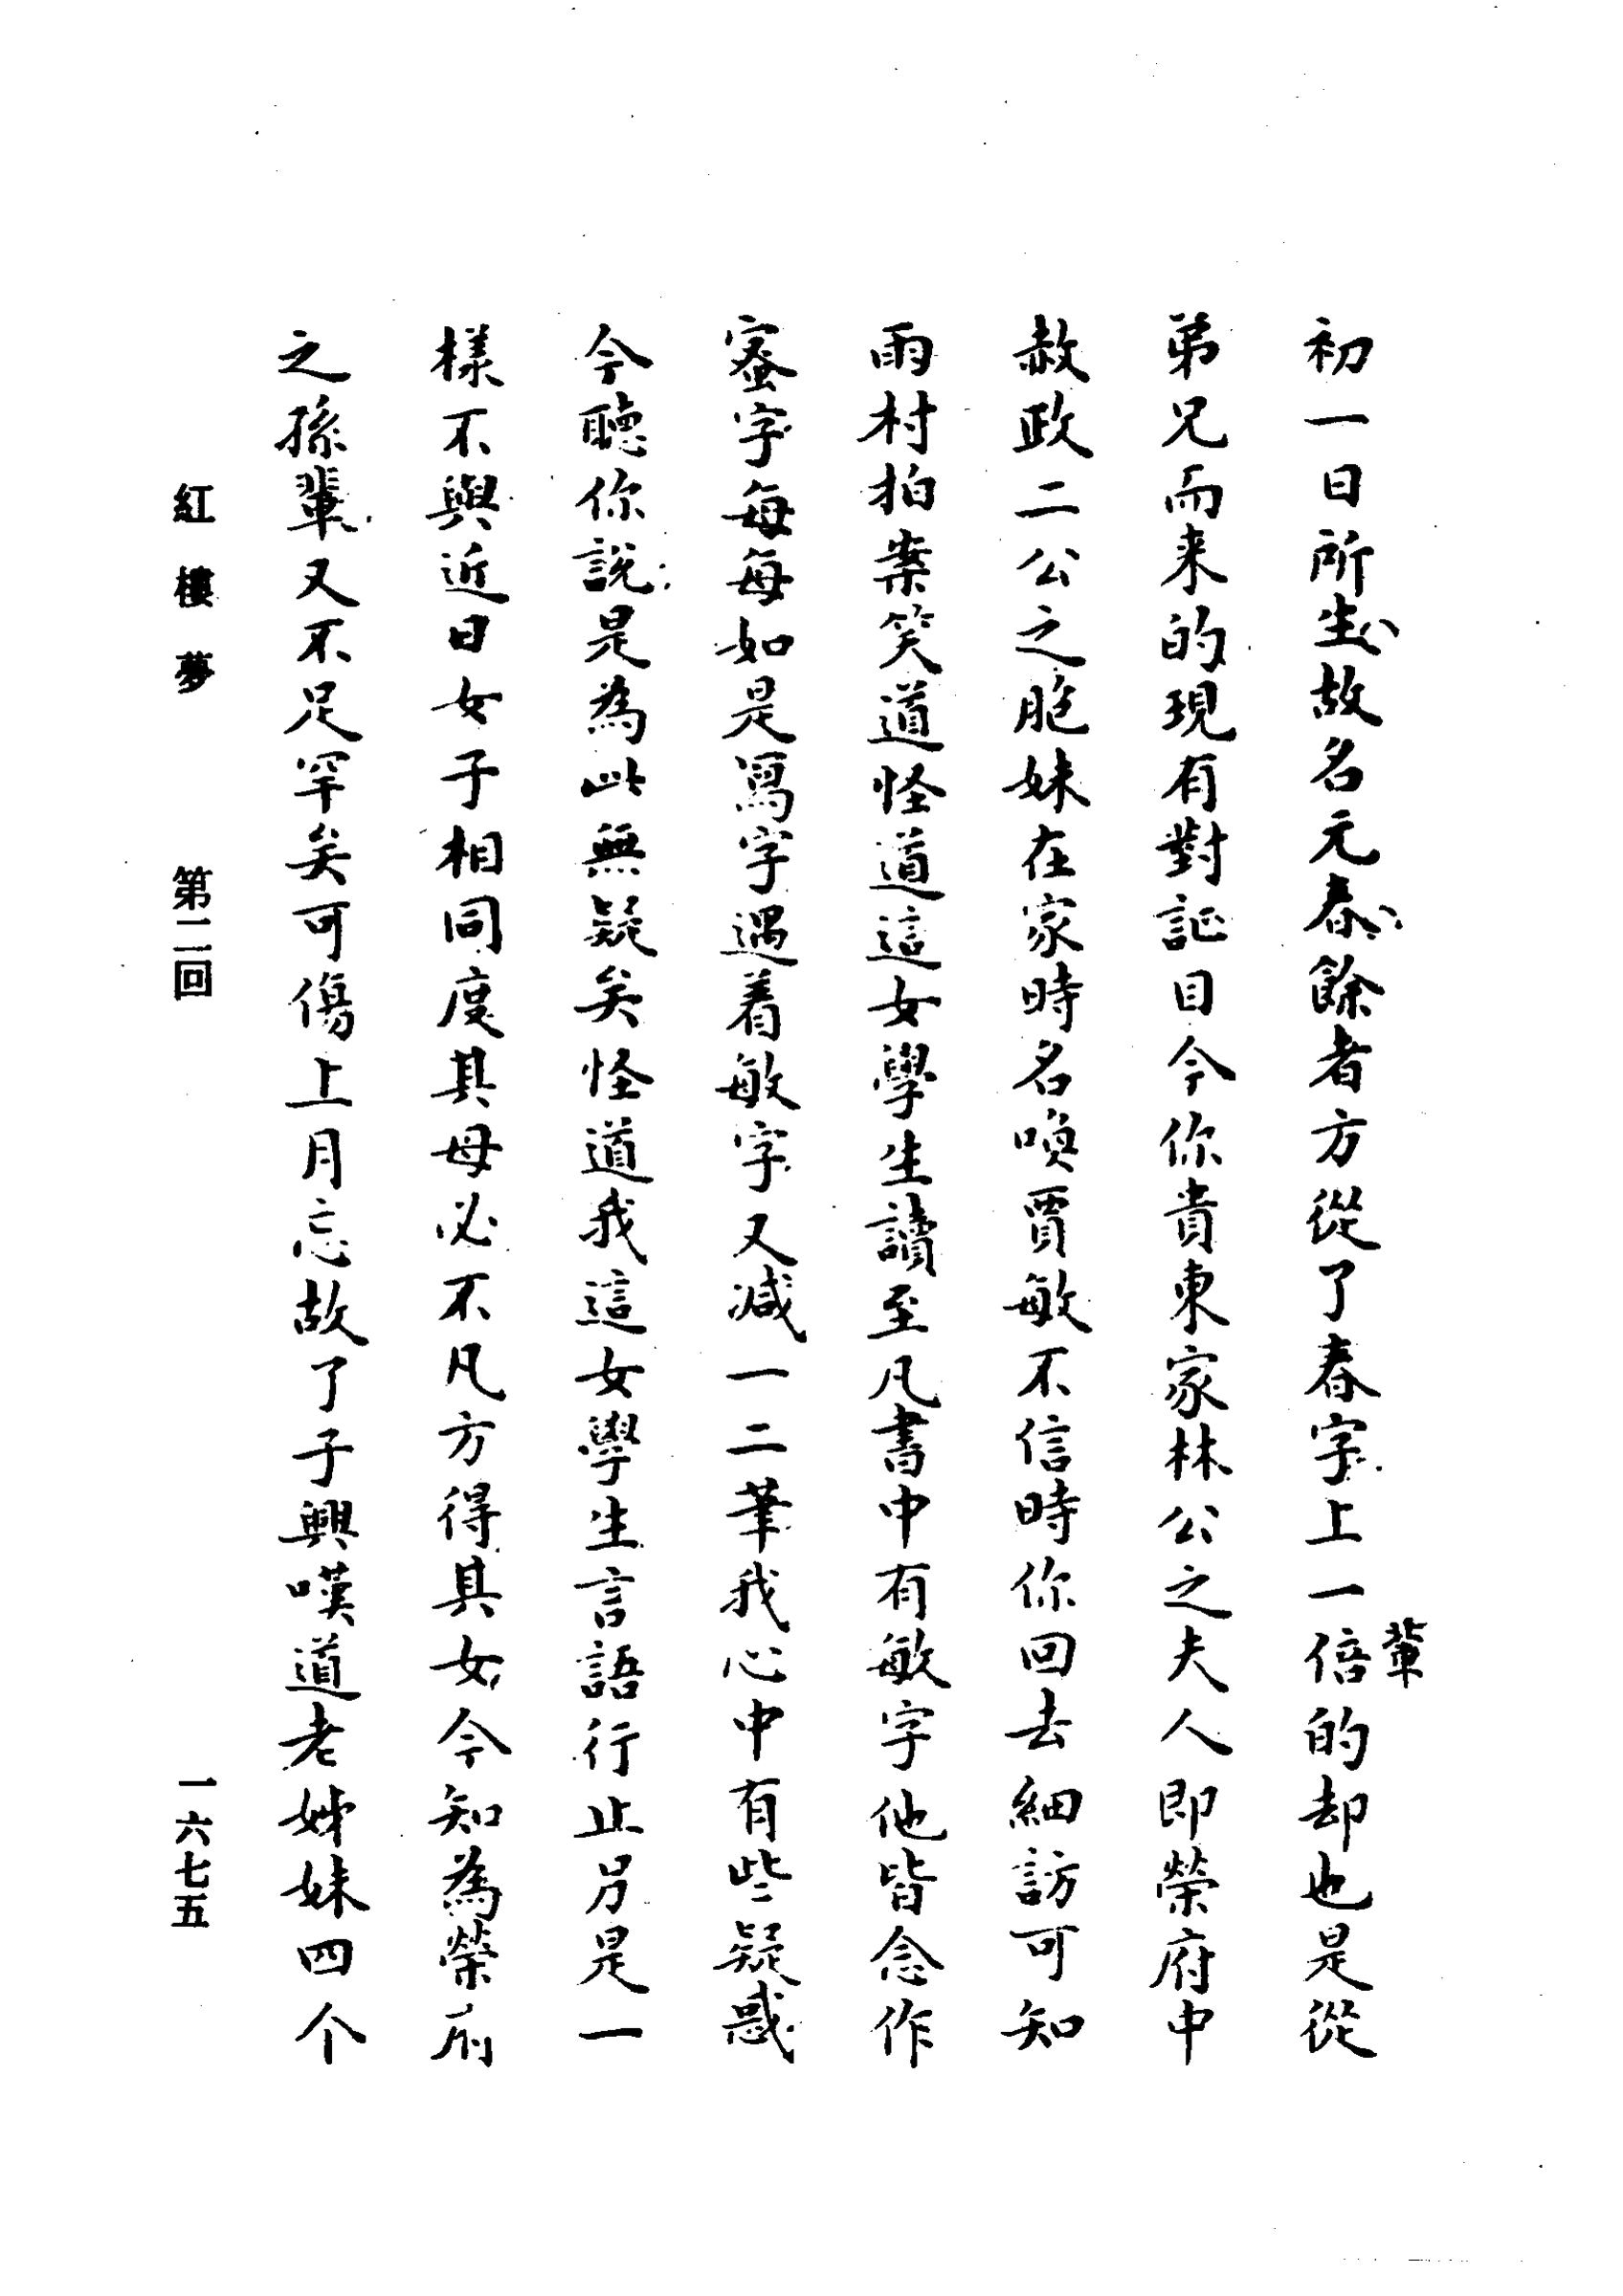 初一日所生故名元春餘者方從了春字上一倍的却也是從
輩
弟兄而来的現有對証目今你貴東家林公之夫人即榮府中
赦政二公之胞妹在家時名喚賈敏不信時你回去細訪可知
雨村拍案笑道怪道這女學生讀至凡書中有敏字他皆念作
蜜字每每如是寫字遇着敏字又减一二筆我心中有些疑惑
今聽你説是為此無疑矣怪道我這女學生言語行止另是一
樣不與近日女子相同度其母必不凡方得其女今知為榮府
之孫輩又不足罕矣可傷上月忘故了子興嘆道老姊妹四个
紅樓夢 第二回 一六七五